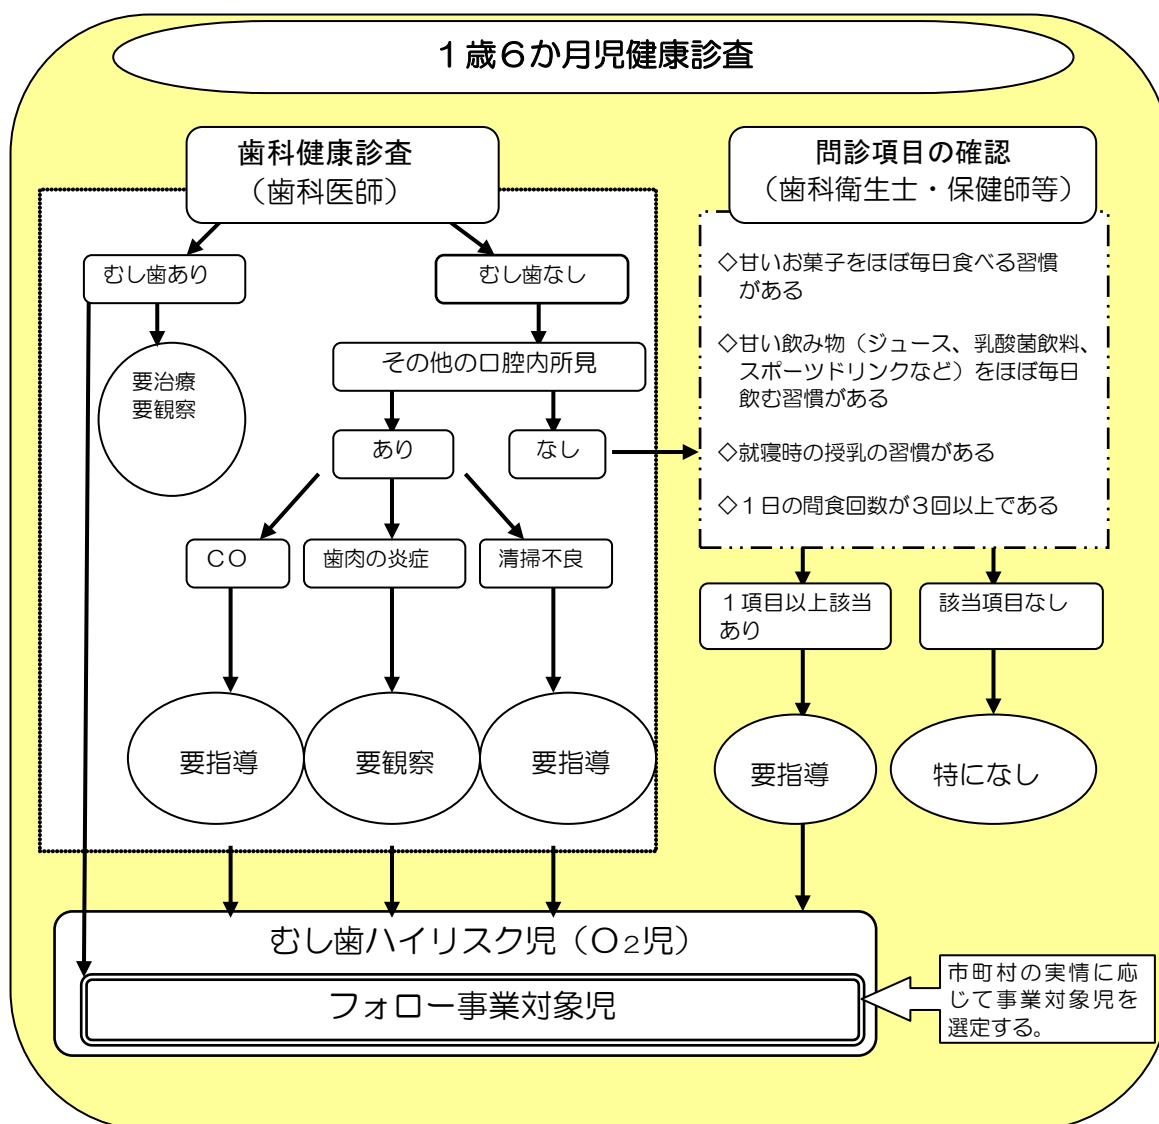 1歳6か月児健康診査
歯科健康診査
（歯科医師）
むし歯あり
むし歯なし
要治療
要観察
その他の口腔内所見
あり
なし
CO
歯肉の炎症
清掃不良
要指導
要観察
要指導
問診項目の確認
（歯科衛生士・保健師等）
◇甘いお菓子をほぼ毎日食べる習慣
がある
◇甘い飲み物（ジュース、乳酸菌飲料、
スポーツドリンクなど）をほぼ毎日
飲む習慣がある
◇就寝時の授乳の習慣がある
◇1日の間食回数が3回以上である
1項目以上該当
あり
該当項目なし
要指導
特になし
むし歯ハイリスク児（O₂児）
フォロー事業対象児
市町村の実情に応
じて事業対象児を
選定する。